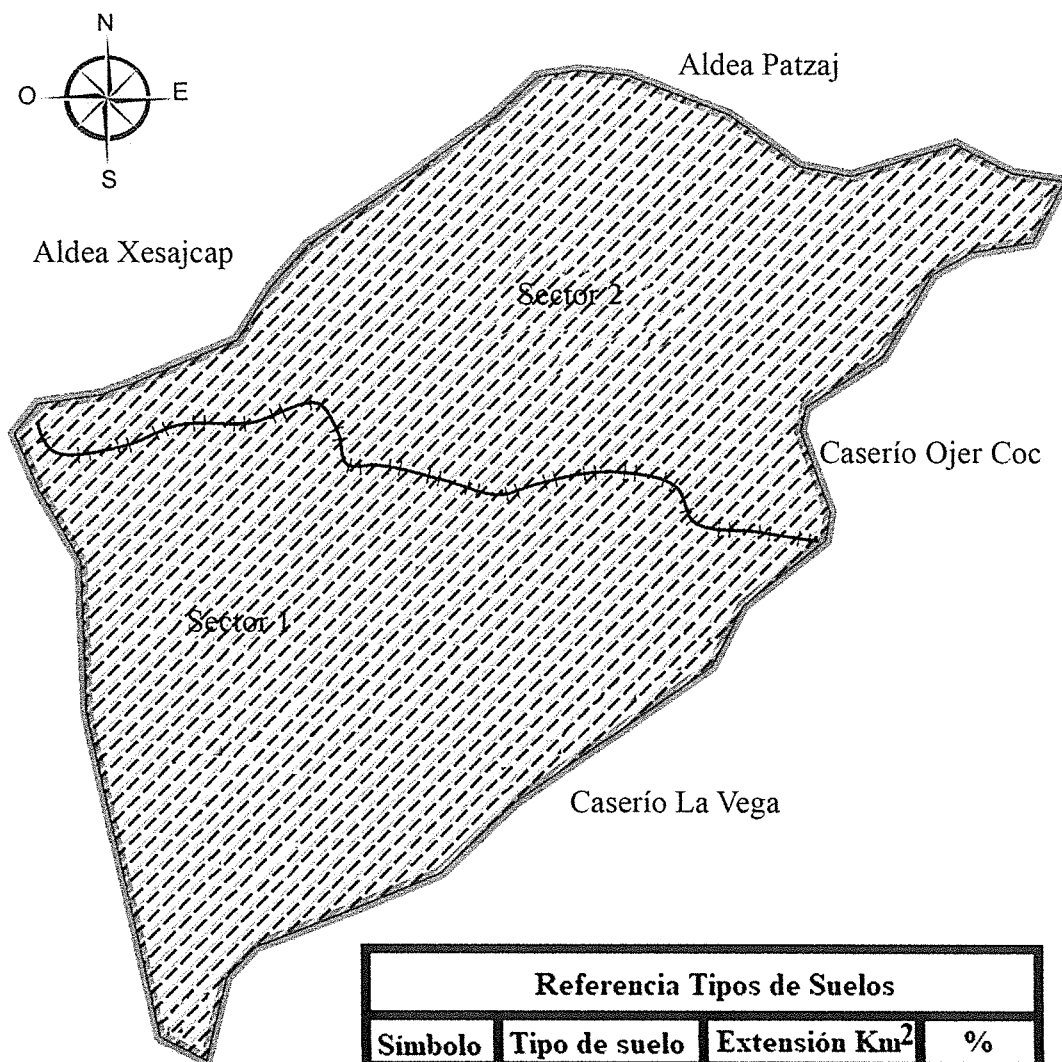 N
O E
S
Aldea Patzaj
Aldea Xesajcap
Sector 2
Caserío Ojer Coc
Sector 1
Caserío La Vega
Referencia Tipos de Suelos
Símbolo Tipo de suelo Extensión Km² %